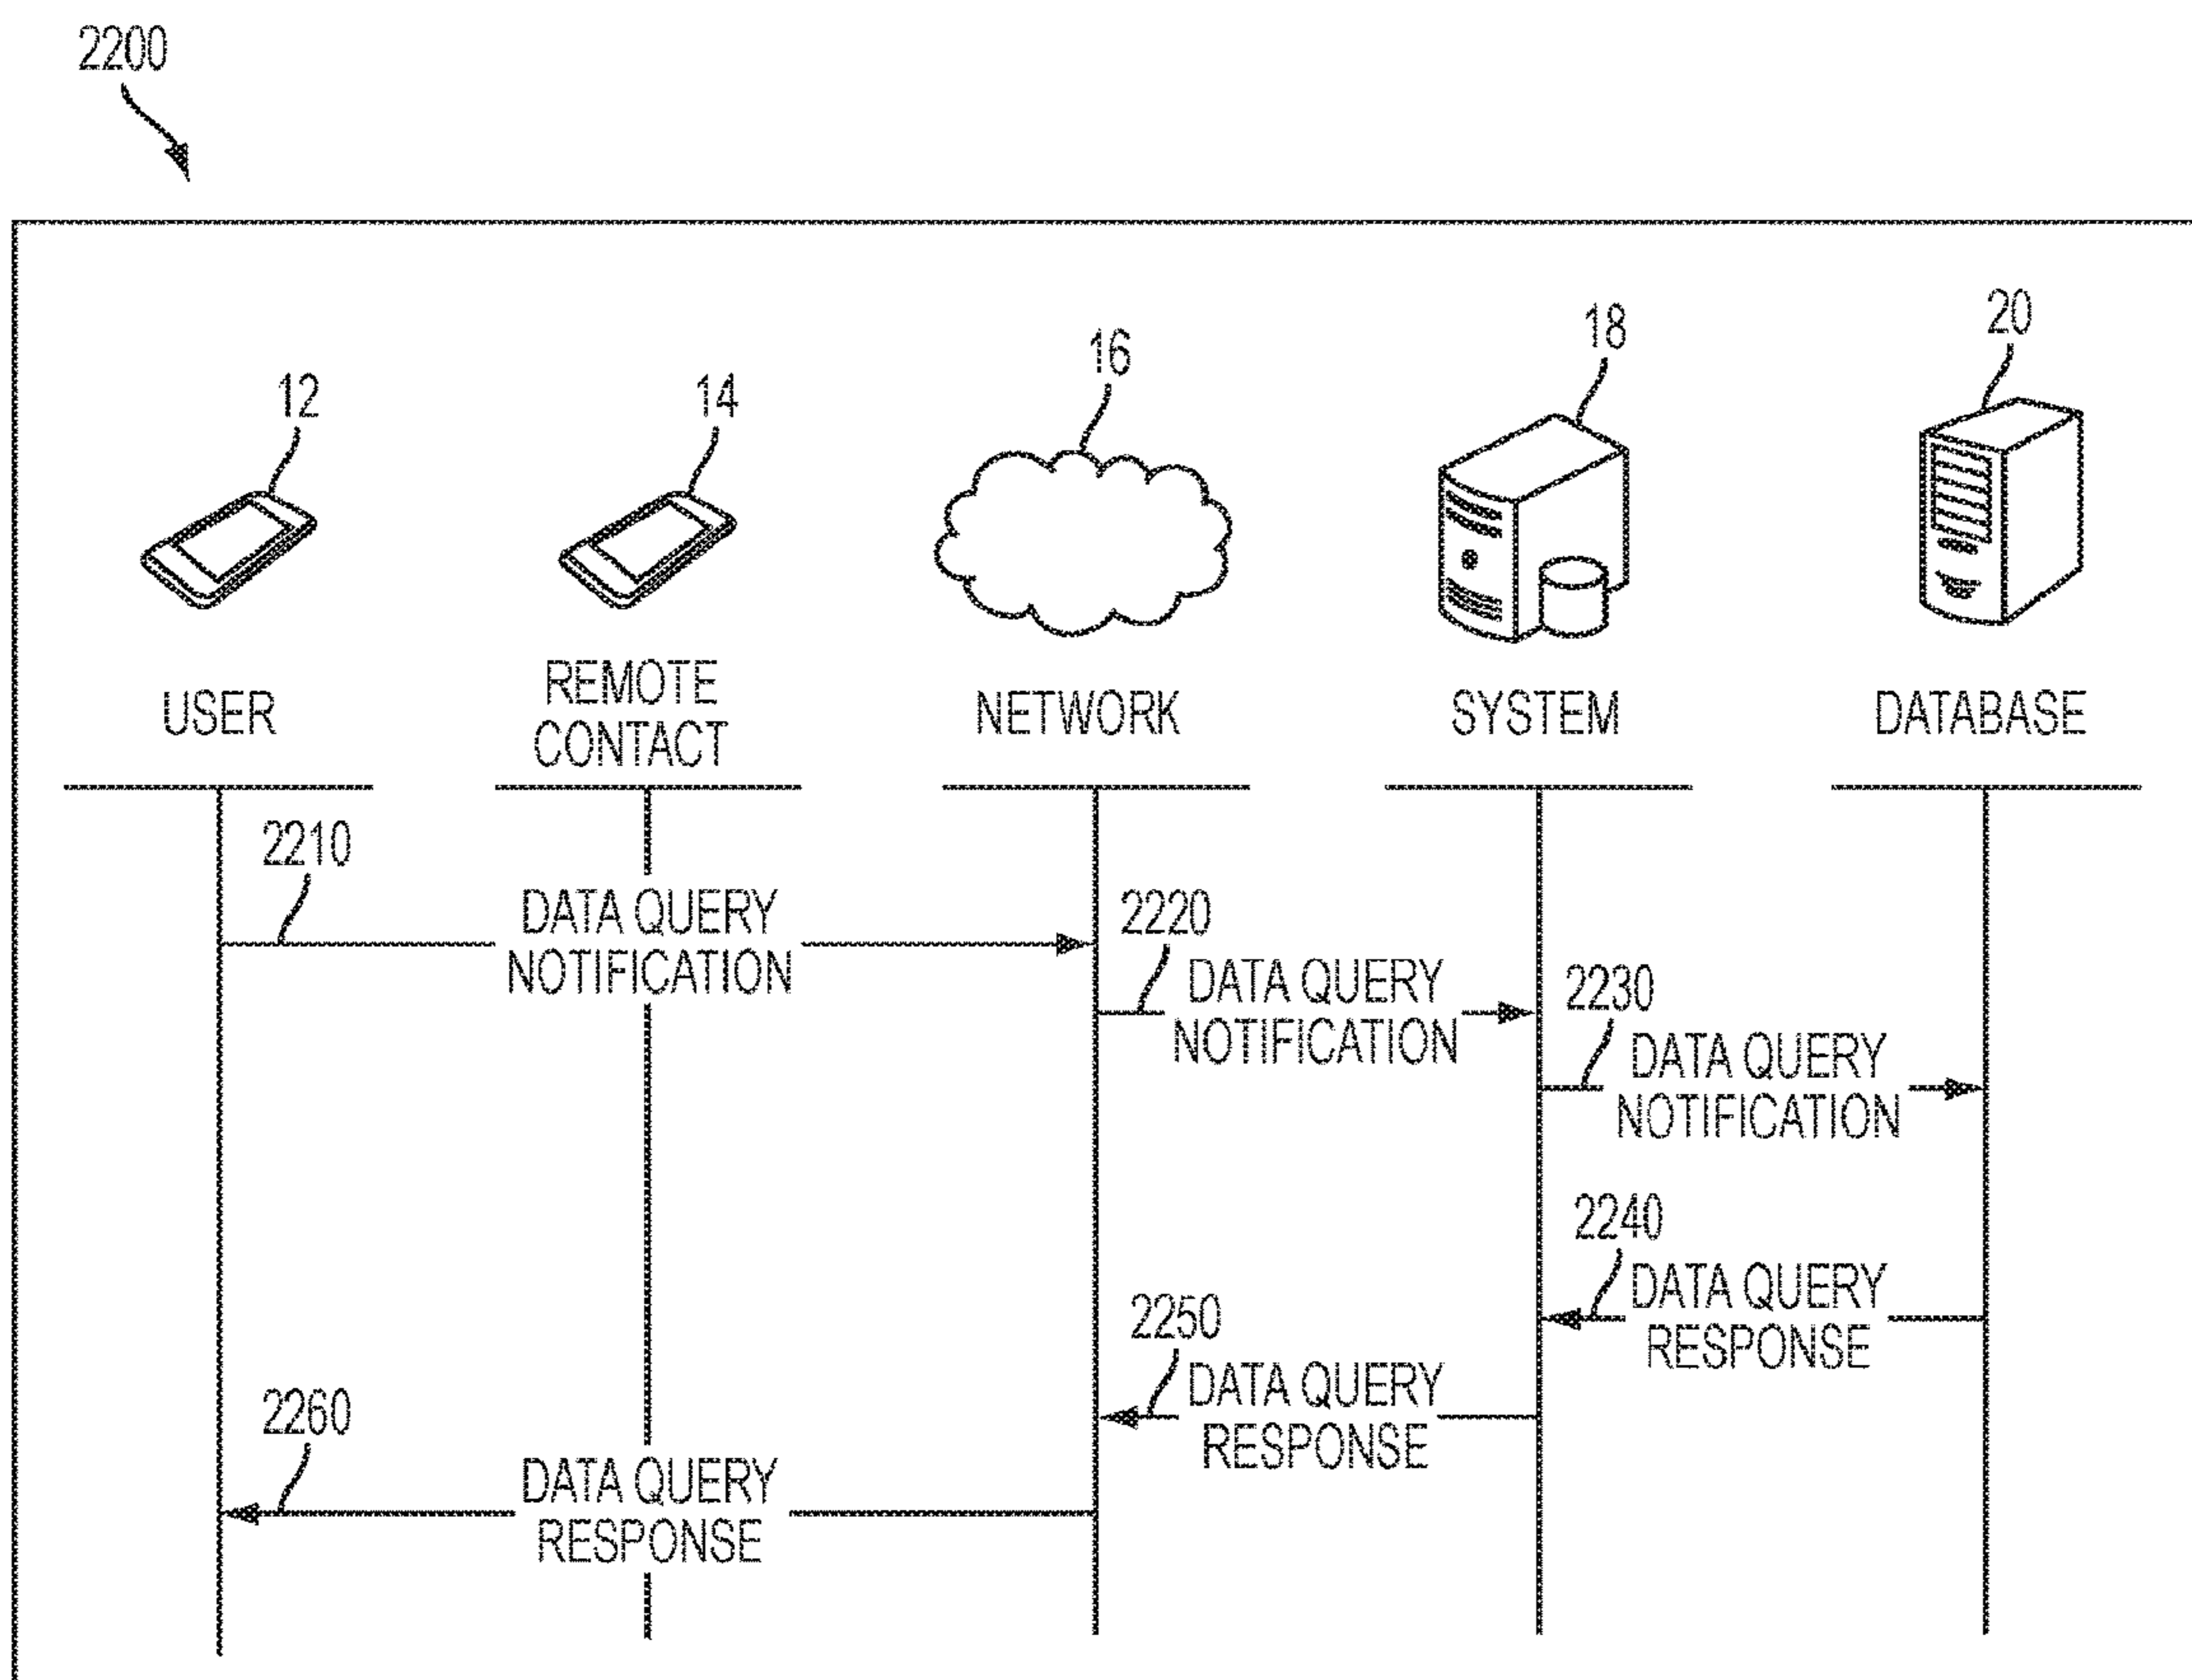 2200
12
14
16
18
20
USER
REMOTE
CONTACT
NETWORK
SYSTEM
DATABASE
2210
DATA QUERY
NOTIFICATION
2220
DATA QUERY
NOTIFICATION
2230
DATA QUERY
NOTIFICATION
2240
DATA QUERY
RESPONSE
2250
DATA QUERY
RESPONSE
2260
DATA QUERY
RESPONSE